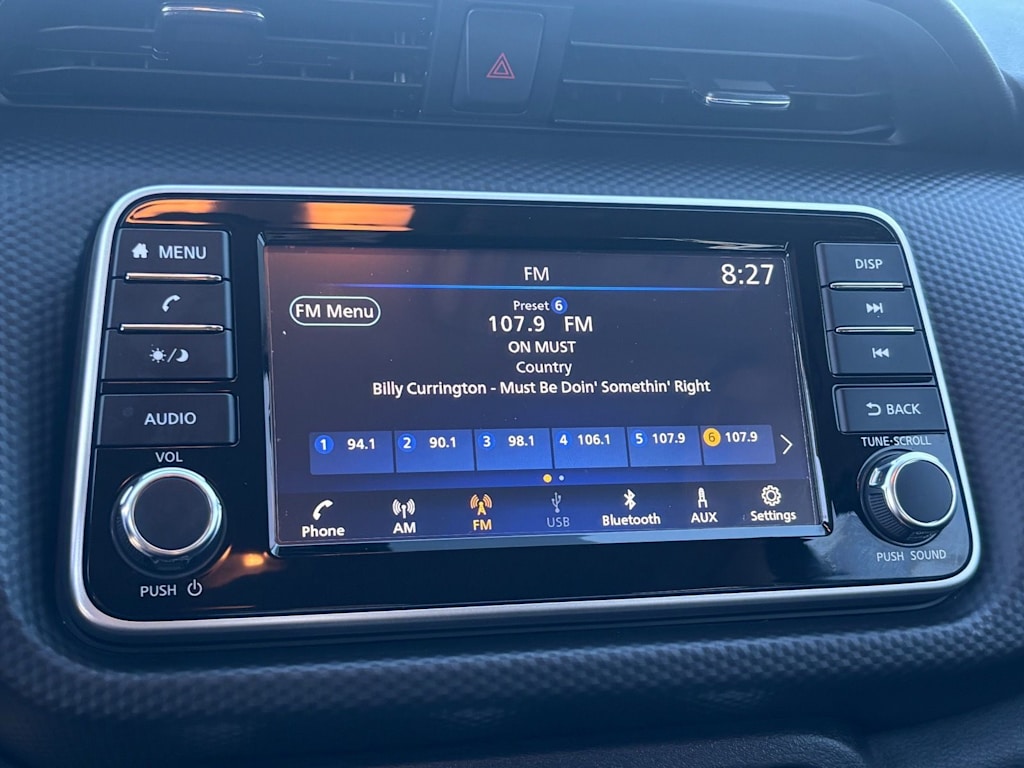 MENU
AUDIO
VOL
PUSH
FM
8:27
FM Menu
Preset 6
107.9 FM
ON MUST
Country
Billy Currington - Must Be Doin' Somethin' Right
1 94.1
2 90.1
3 98.1
4 106.1
5 107.9
6 107.9
Phone
AM
FM
USB
Bluetooth
AUX
Settings
DISP
BACK
TUNE·SCROLL
PUSH SOUND